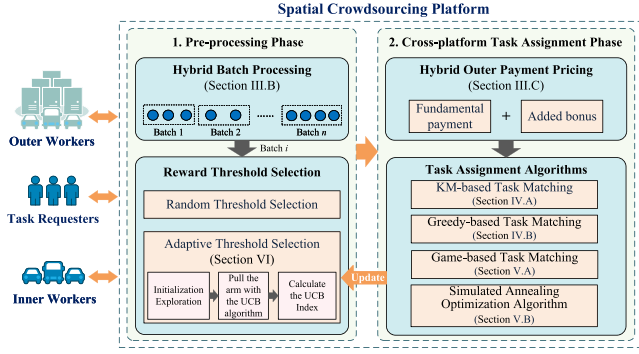 Spatial Crowdsourcing Platform
1. Pre-processing Phase
Hybrid Batch Processing
(Section III.B)
Batch 1
Batch 2
......
Batch n
Batch i
Reward Threshold Selection
Random Threshold Selection
Adaptive Threshold Selection
(Section VI)
Initialization
Exploration
Pull the
arm with
the UCB
algorithm
Calculate
the UCB
Index
2. Cross-platform Task Assignment Phase
Hybrid Outer Payment Pricing
(Section III.C)
Fundamental
payment
+
Added bonus
Task Assignment Algorithms
KM-based Task Matching
(Section IV.A)
Greedy-based Task Matching
(Section IV.B)
Game-based Task Matching
(Section V.A)
Simulated Annealing
Optimization Algorithm
(Section V.B)
Update
Outer Workers
Task Requesters
Inner Workers